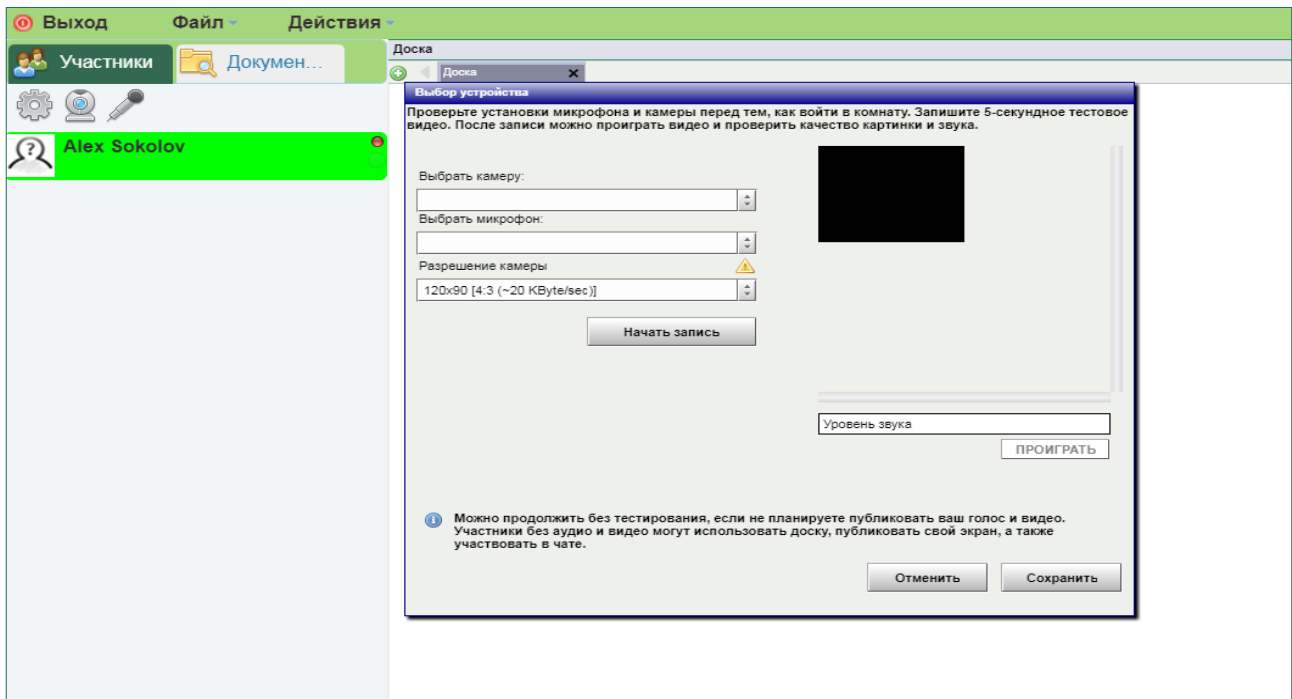 Выход Файл Действия
Участники Докумен...
Alex Sokolov
Доска
Доска
Выбор устройства
Проверьте установки микрофона и камеры перед тем, как войти в комнату. Запишите 5-секундное тестовое
видео. После записи можно проиграть видео и проверить качество картинки и звука.
Выбрать камеру:
Выбрать микрофон:
Разрешение камеры
120x90 [4:3 (~20 KByte/sec)]
Начать запись
Уровень звука
ПРОИГРАТЬ
Можно продолжить без тестирования, если не планируете публиковать ваш голос и видео.
Участники без аудио и видео могут использовать доску, публиковать свой экран, а также
участвовать в чате.
Отменить Сохранить